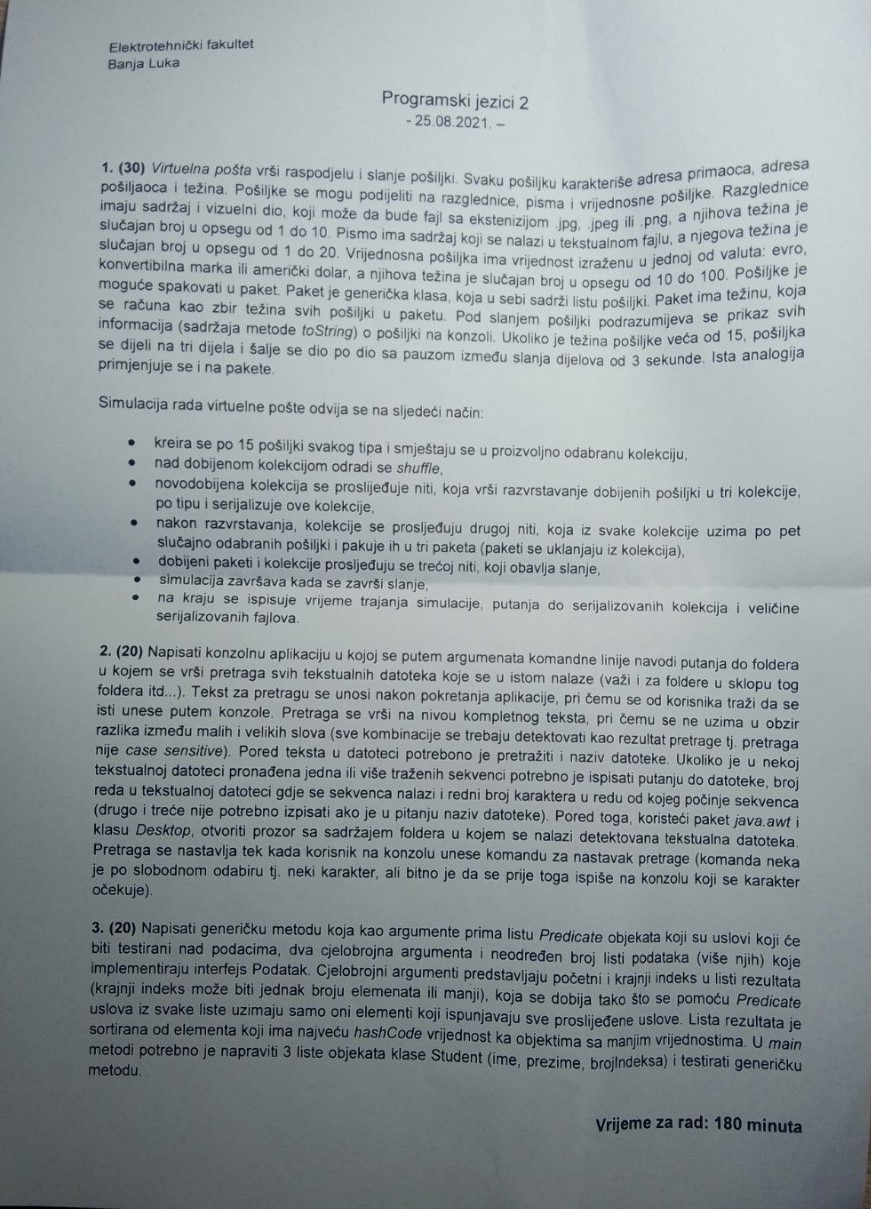 Elektrotehnički fakultet
Banja Luka
Programski jezici 2
- 25.08.2021. –
1. (30) Virtuelna pošta vrši raspodjelu i slanje pošiljki. Svaku pošiljku karakteriše adresa primaoca, adresa
pošiljaoca i težina. Pošiljke se mogu podijeliti na razglednice, pisma i vrijednosne pošiljke. Razglednice
imaju sadržaj i vizuelni dio, koji može da bude fajl sa ekstenizijom .jpg, .jpeg ili .png, a njihova težina je
slučajan broj u opsegu od 1 do 10. Pismo ima sadržaj koji se nalazi u tekstualnom fajlu, a njegova težina je
slučajan broj u opsegu od 1 do 20. Vrijednosna pošiljka ima vrijednost izraženu u jednoj od valuta: evro,
konvertibilna marka ili američki dolar, a njihova težina je slučajan broj u opsegu od 10 do 100. Pošiljke je
moguće spakovati u paket. Paket je generička klasa, koja u sebi sadrži listu pošiljki. Paket ima težinu, koja
se računa kao zbir težina svih pošiljki u paketu. Pod slanjem pošiljki podrazumijeva se prikaz svih
informacija (sadržaja metode toString) o pošiljki na konzoli. Ukoliko je težina pošiljke veća od 15, pošiljka
se dijeli na tri dijela i šalje se dio po dio sa pauzom između slanja dijelova od 3 sekunde. Ista analogija
primjenjuje se i na pakete.
Simulacija rada virtuelne pošte odvija se na sljedeći način:
• kreira se po 15 pošiljki svakog tipa i smještaju se u proizvoljno odabranu kolekciju,
• nad dobijenom kolekcijom odradi se shuffle,
• novodobijena kolekcija se proslijeđuje niti, koja vrši razvrstavanje dobijenih pošiljki u tri kolekcije,
po tipu i serijalizuje ove kolekcije,
• nakon razvrstavanja, kolekcije se prosljeđuju drugoj niti, koja iz svake kolekcije uzima po pet
slučajno odabranih pošiljki i pakuje ih u tri paketa (paketi se uklanjaju iz kolekcija),
• dobijeni paketi i kolekcije prosljeđuju se trećoj niti, koji obavlja slanje,
• simulacija završava kada se završi slanje,
• na kraju se ispisuje vrijeme trajanja simulacije, putanja do serijalizovanih kolekcija i veličine
serijalizovanih fajlova.
2. (20) Napisati konzolnu aplikaciju u kojoj se putem argumenata komandne linije navodi putanja do foldera
u kojem se vrši pretraga svih tekstualnih datoteka koje se u istom nalaze (važi i za foldere u sklopu tog
foldera itd...). Tekst za pretragu se unosi nakon pokretanja aplikacije, pri čemu se od korisnika traži da se
isti unese putem konzole. Pretraga se vrši na nivou kompletnog teksta, pri čemu se ne uzima u obzir
razlika između malih i velikih slova (sve kombinacije se trebaju detektovati kao rezultat pretrage tj. pretraga
nije case sensitive). Pored teksta u datoteci potrebono je pretražiti i naziv datoteke. Ukoliko je u nekoj
tekstualnoj datoteci pronađena jedna ili više traženih sekvenci potrebno je ispisati putanju do datoteke, broj
reda u tekstualnoj datoteci gdje se sekvenca nalazi i redni broj karaktera u redu od kojeg počinje sekvenca
(drugo i treće nije potrebno izpisati ako je u pitanju naziv datoteke). Pored toga, koristeći paket java.awt i
klasu Desktop, otvoriti prozor sa sadržajem foldera u kojem se nalazi detektovana tekstualna datoteka.
Pretraga se nastavlja tek kada korisnik na konzolu unese komandu za nastavak pretrage (komanda neka
je po slobodnom odabiru tj. neki karakter, ali bitno je da se prije toga ispiše na konzolu koji se karakter
očekuje).
3. (20) Napisati generičku metodu koja kao argumente prima listu Predicate objekata koji su uslovi koji će
biti testirani nad podacima, dva cjelobrojna argumenta i neodređen broj listi podataka (više njih) koje
implementiraju interfejs Podatak. Cjelobrojni argumenti predstavljaju početni i krajnji indeks u listi rezultata
(krajnji indeks može biti jednak broju elemenata ili manji), koja se dobija tako što se pomoću Predicate
uslova iz svake liste uzimaju samo oni elementi koji ispunjavaju sve proslijeđene uslove. Lista rezultata je
sortirana od elementa koji ima najveću hashCode vrijednost ka objektima sa manjim vrijednostima. U main
metodi potrebno je napraviti 3 liste objekata klase Student (ime, prezime, brojIndeksa) i testirati generičku
metodu.
Vrijeme za rad: 180 minuta